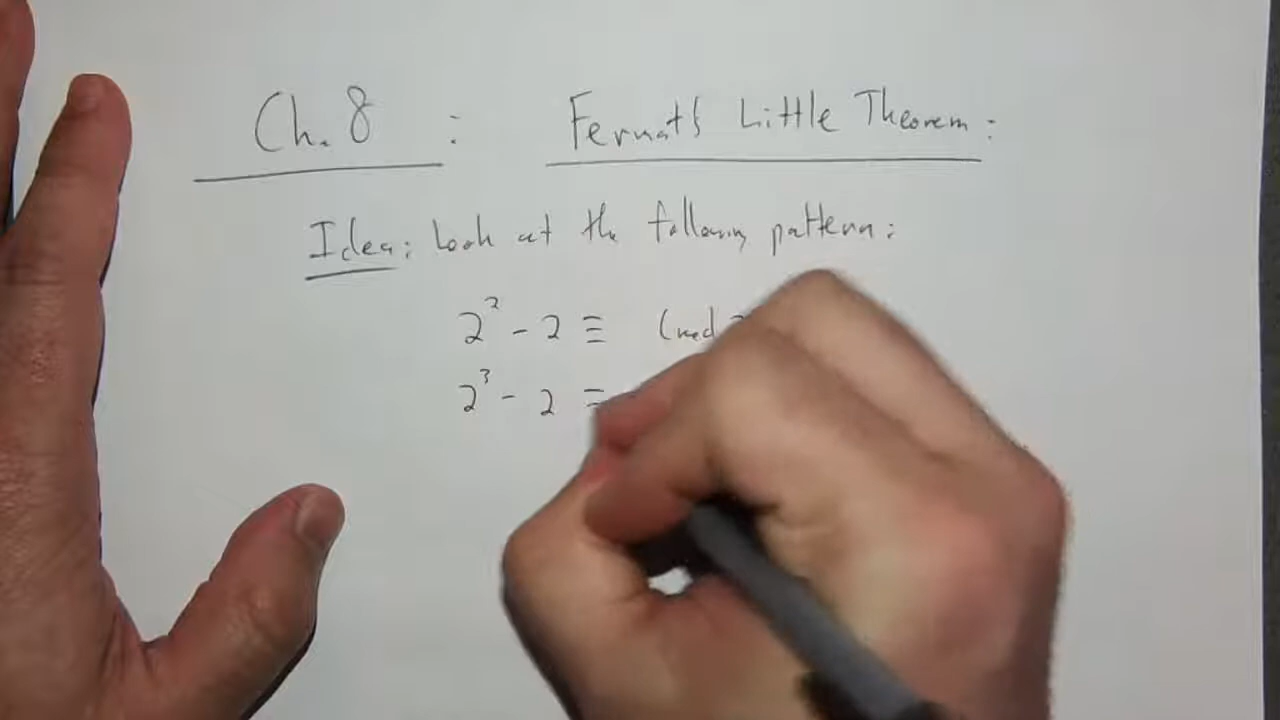 Ch. 8 : Fermat's Little Theorem :
Idea : Look at the following pattern :
2² - 2 ≡ (mod
2³ - 2 ≡